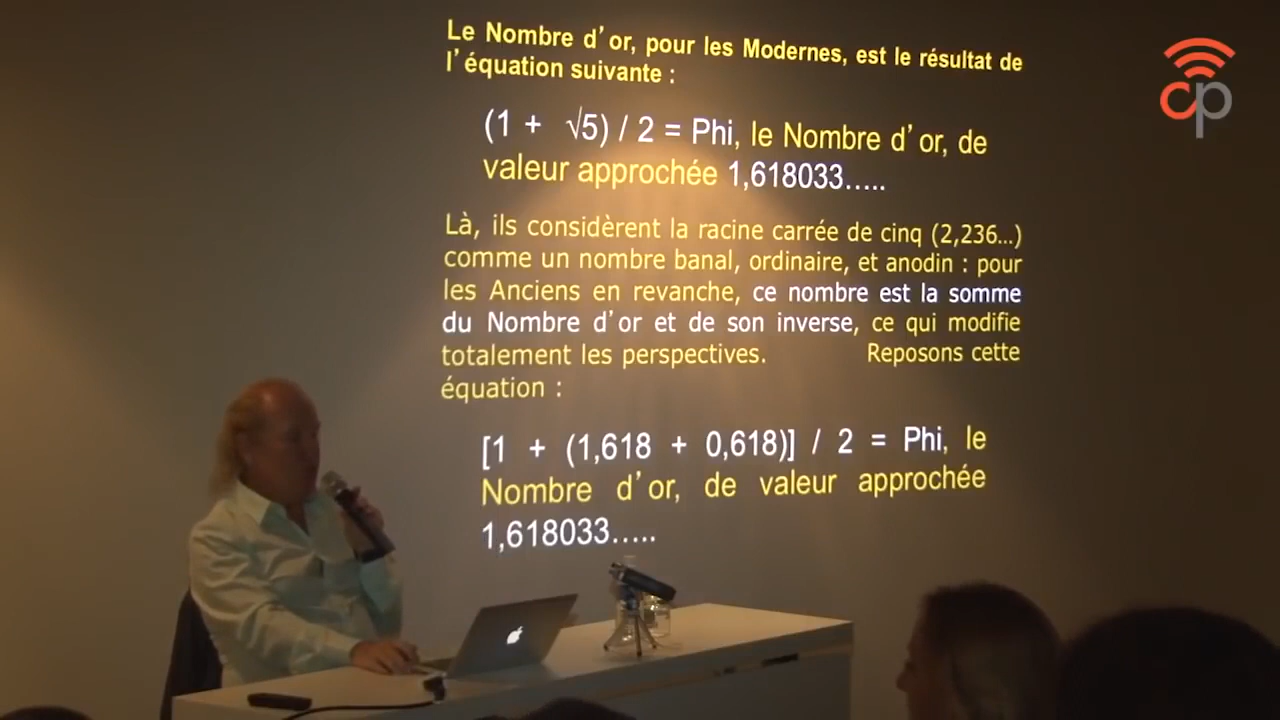 Le Nombre d'or, pour les Modernes, est le résultat de
l'équation suivante :
(1 + √5) / 2 = Phi, le Nombre d'or, de
valeur approchée 1,618033.....
Là, ils considèrent la racine carrée de cinq (2,236...)
comme un nombre banal, ordinaire, et anodin : pour
les Anciens en revanche, ce nombre est la somme
du Nombre d'or et de son inverse, ce qui modifie
totalement les perspectives. Reposons cette
équation :
[1 + (1,618 + 0,618)] / 2 = Phi, le
Nombre d'or, de valeur approchée
1,618033.....
cp